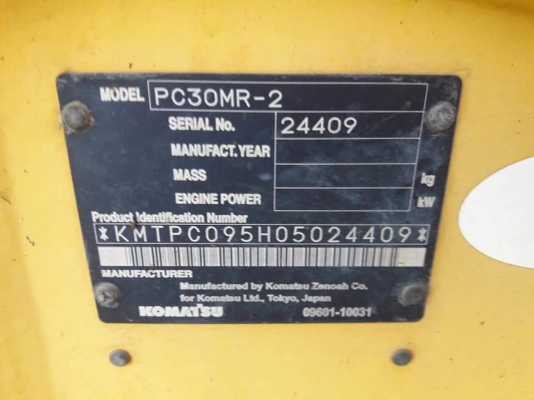 MODEL PC30MR-2
SERIAL No. 24409
MANUFACT.YEAR
MASS kg
ENGINE POWER kW
Product Identification Number
*KMTPC095H05024409*
MANUFACTURER
Manufactured by Komatsu Zenoah Co.
for Komatsu Ltd., Tokyo, Japan
KOMATSU 09601-10031